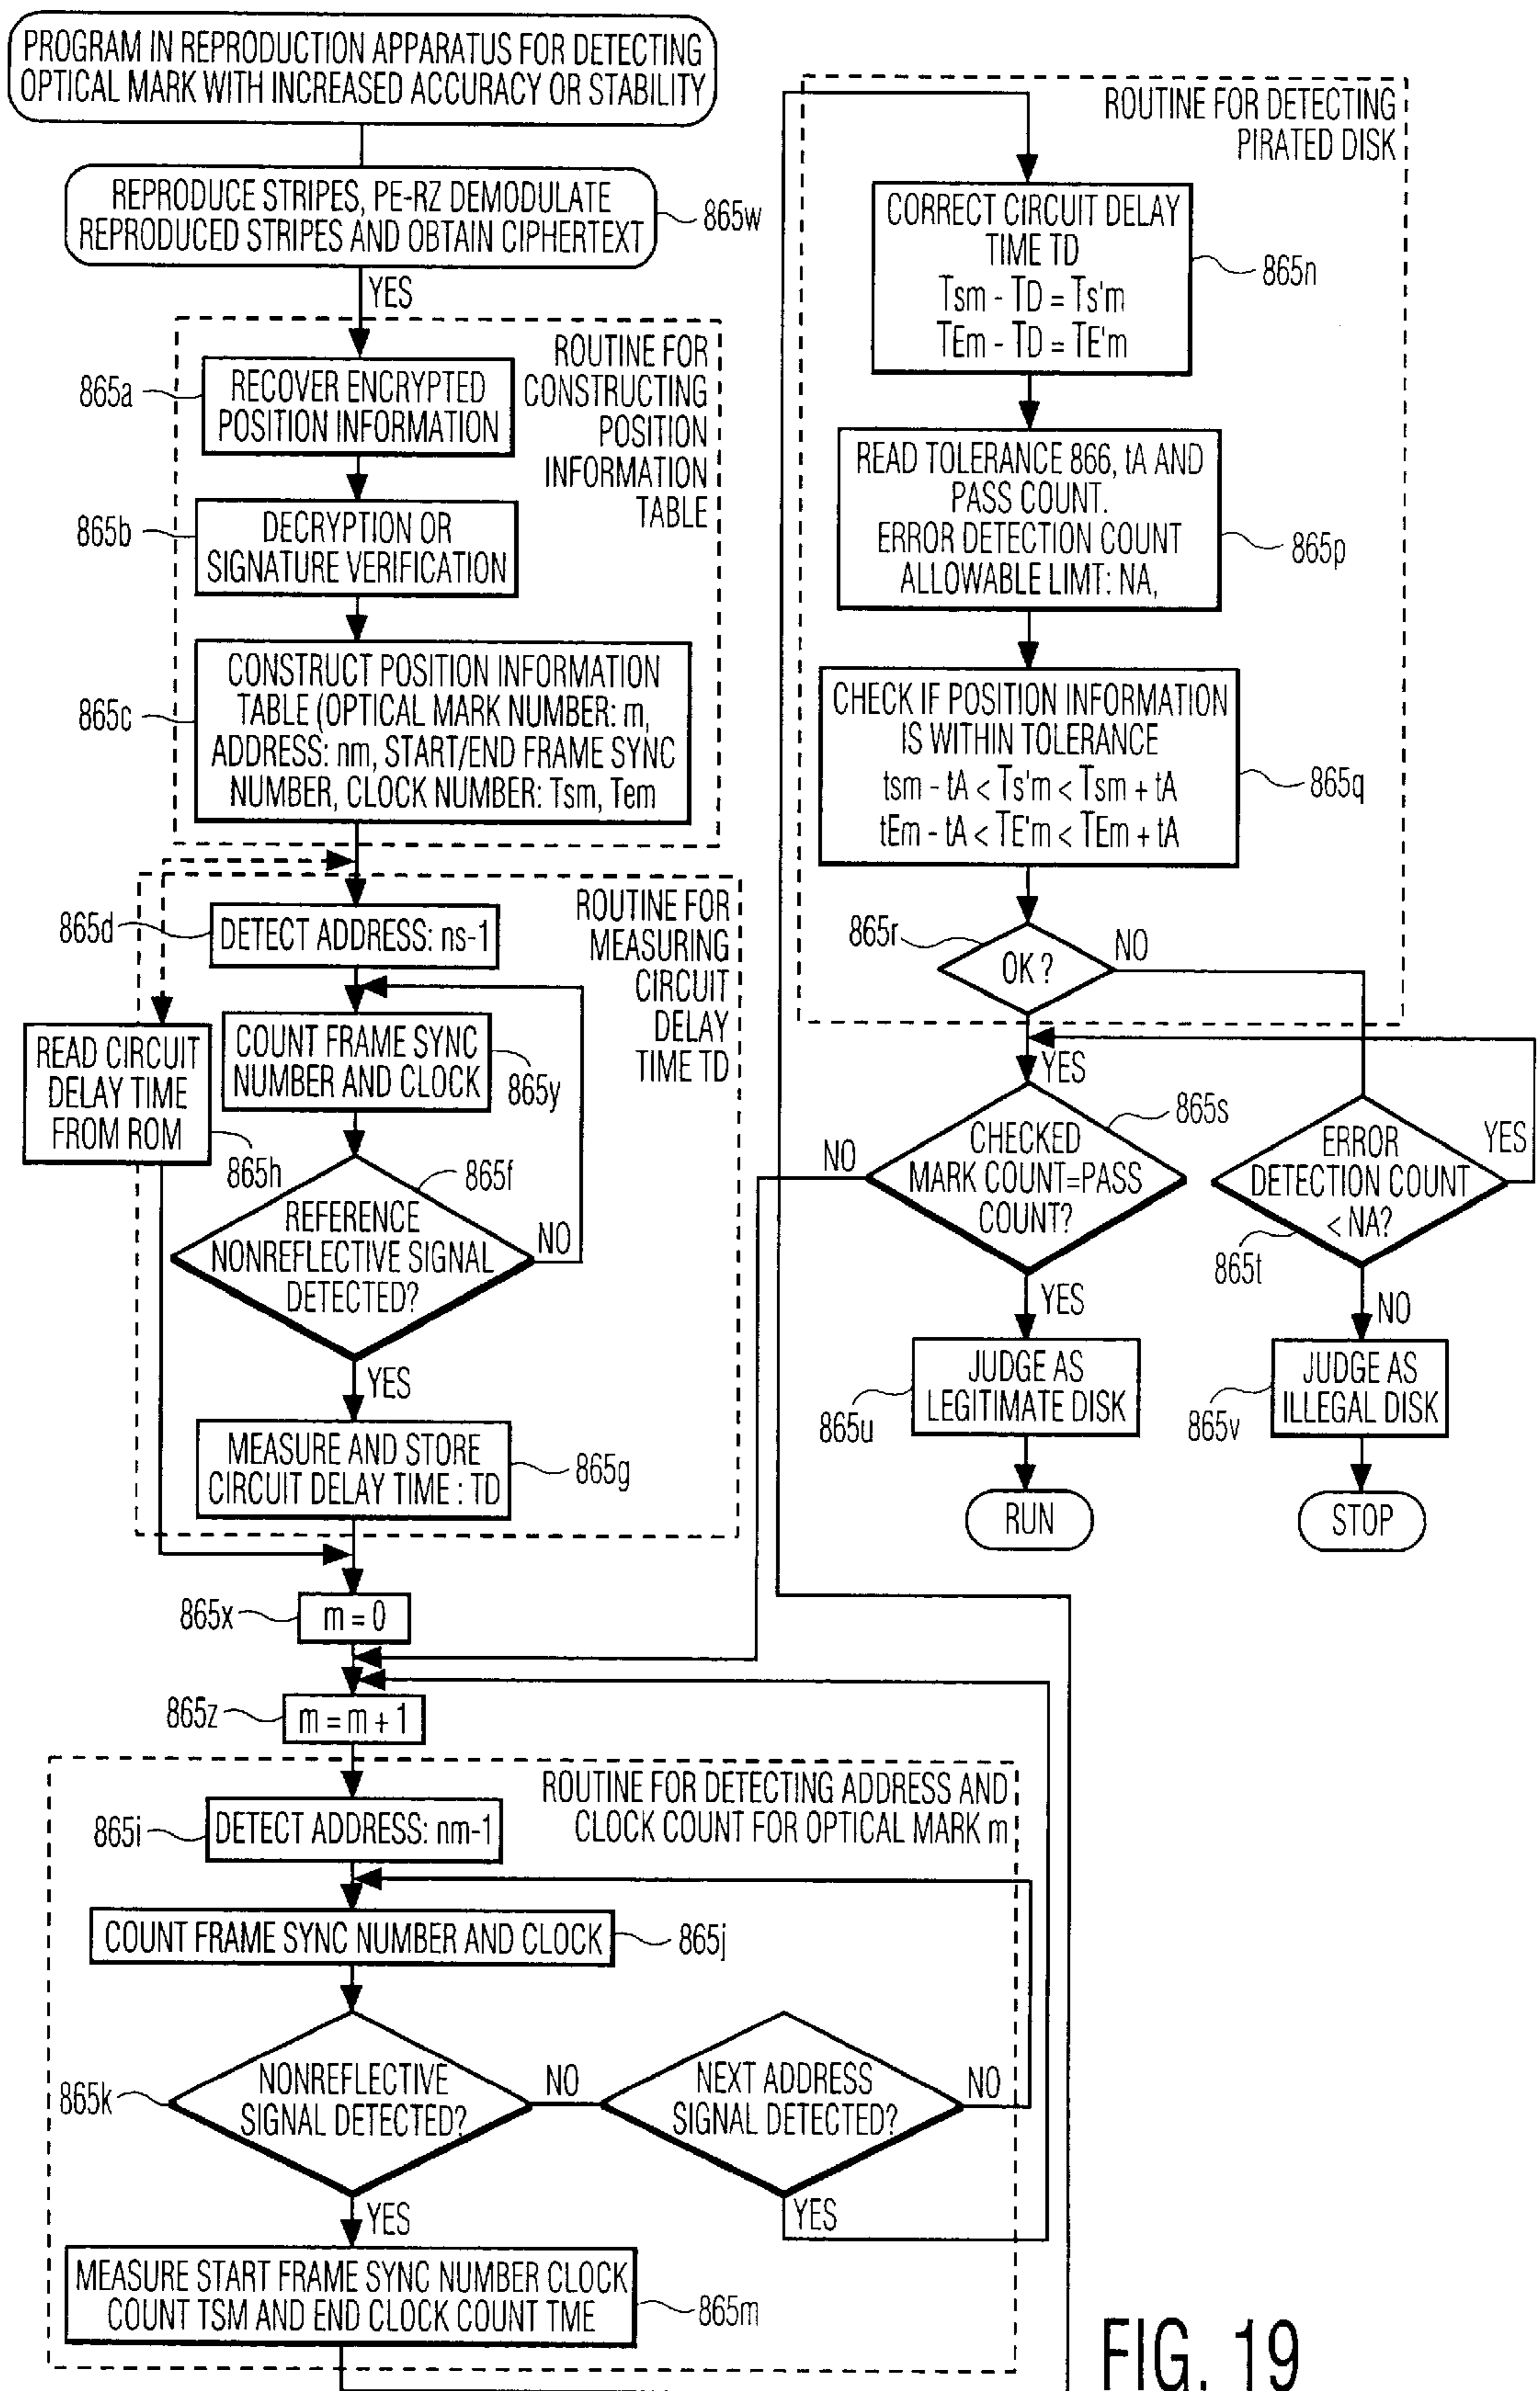 PROGRAM IN REPRODUCTION APPARATUS FOR DETECTING
OPTICAL MARK WITH INCREASED ACCURACY OR STABILITY
REPRODUCE STRIPES, PE-RZ DEMODULATE
REPRODUCED STRIPES AND OBTAIN CIPHERTEXT
865w
YES
ROUTINE FOR
CONSTRUCTING
POSITION
INFORMATION
TABLE
865a
RECOVER ENCRYPTED
POSITION INFORMATION
865b
DECRYPTION OR
SIGNATURE VERIFICATION
865c
CONSTRUCT POSITION INFORMATION
TABLE (OPTICAL MARK NUMBER: m,
ADDRESS: nm, START/END FRAME SYNC
NUMBER, CLOCK NUMBER: Tsm, Tem
ROUTINE FOR
MEASURING
CIRCUIT
DELAY
TIME TD
865d
DETECT ADDRESS: ns-1
READ CIRCUIT
DELAY TIME
FROM ROM
865h
COUNT FRAME SYNC
NUMBER AND CLOCK
865y
865f
REFERENCE
NONREFLECTIVE SIGNAL
DETECTED?
NO
YES
MEASURE AND STORE
CIRCUIT DELAY TIME : TD
865g
865x
m = 0
865z
m = m + 1
ROUTINE FOR DETECTING ADDRESS AND
CLOCK COUNT FOR OPTICAL MARK m
865i
DETECT ADDRESS: nm-1
COUNT FRAME SYNC NUMBER AND CLOCK
865j
865k
NONREFLECTIVE
SIGNAL DETECTED?
NO
NEXT ADDRESS
SIGNAL DETECTED?
NO
YES
YES
MEASURE START FRAME SYNC NUMBER CLOCK
COUNT TSM AND END CLOCK COUNT TME
865m
ROUTINE FOR DETECTING
PIRATED DISK
CORRECT CIRCUIT DELAY
TIME TD
Tsm - TD = Ts'm
TEm - TD = TE'm
865n
READ TOLERANCE 866, tA AND
PASS COUNT.
ERROR DETECTION COUNT
ALLOWABLE LIMT: NA,
865p
CHECK IF POSITION INFORMATION
IS WITHIN TOLERANCE
tsm - tA < Ts'm < Tsm + tA
tEm - tA < TE'm < TEm + tA
865q
865r
OK ?
NO
YES
865s
CHECKED
MARK COUNT=PASS
COUNT?
NO
YES
ERROR
DETECTION COUNT
< NA?
YES
865t
NO
JUDGE AS
LEGITIMATE DISK
865u
JUDGE AS
ILLEGAL DISK
865v
RUN
STOP
FIG. 19